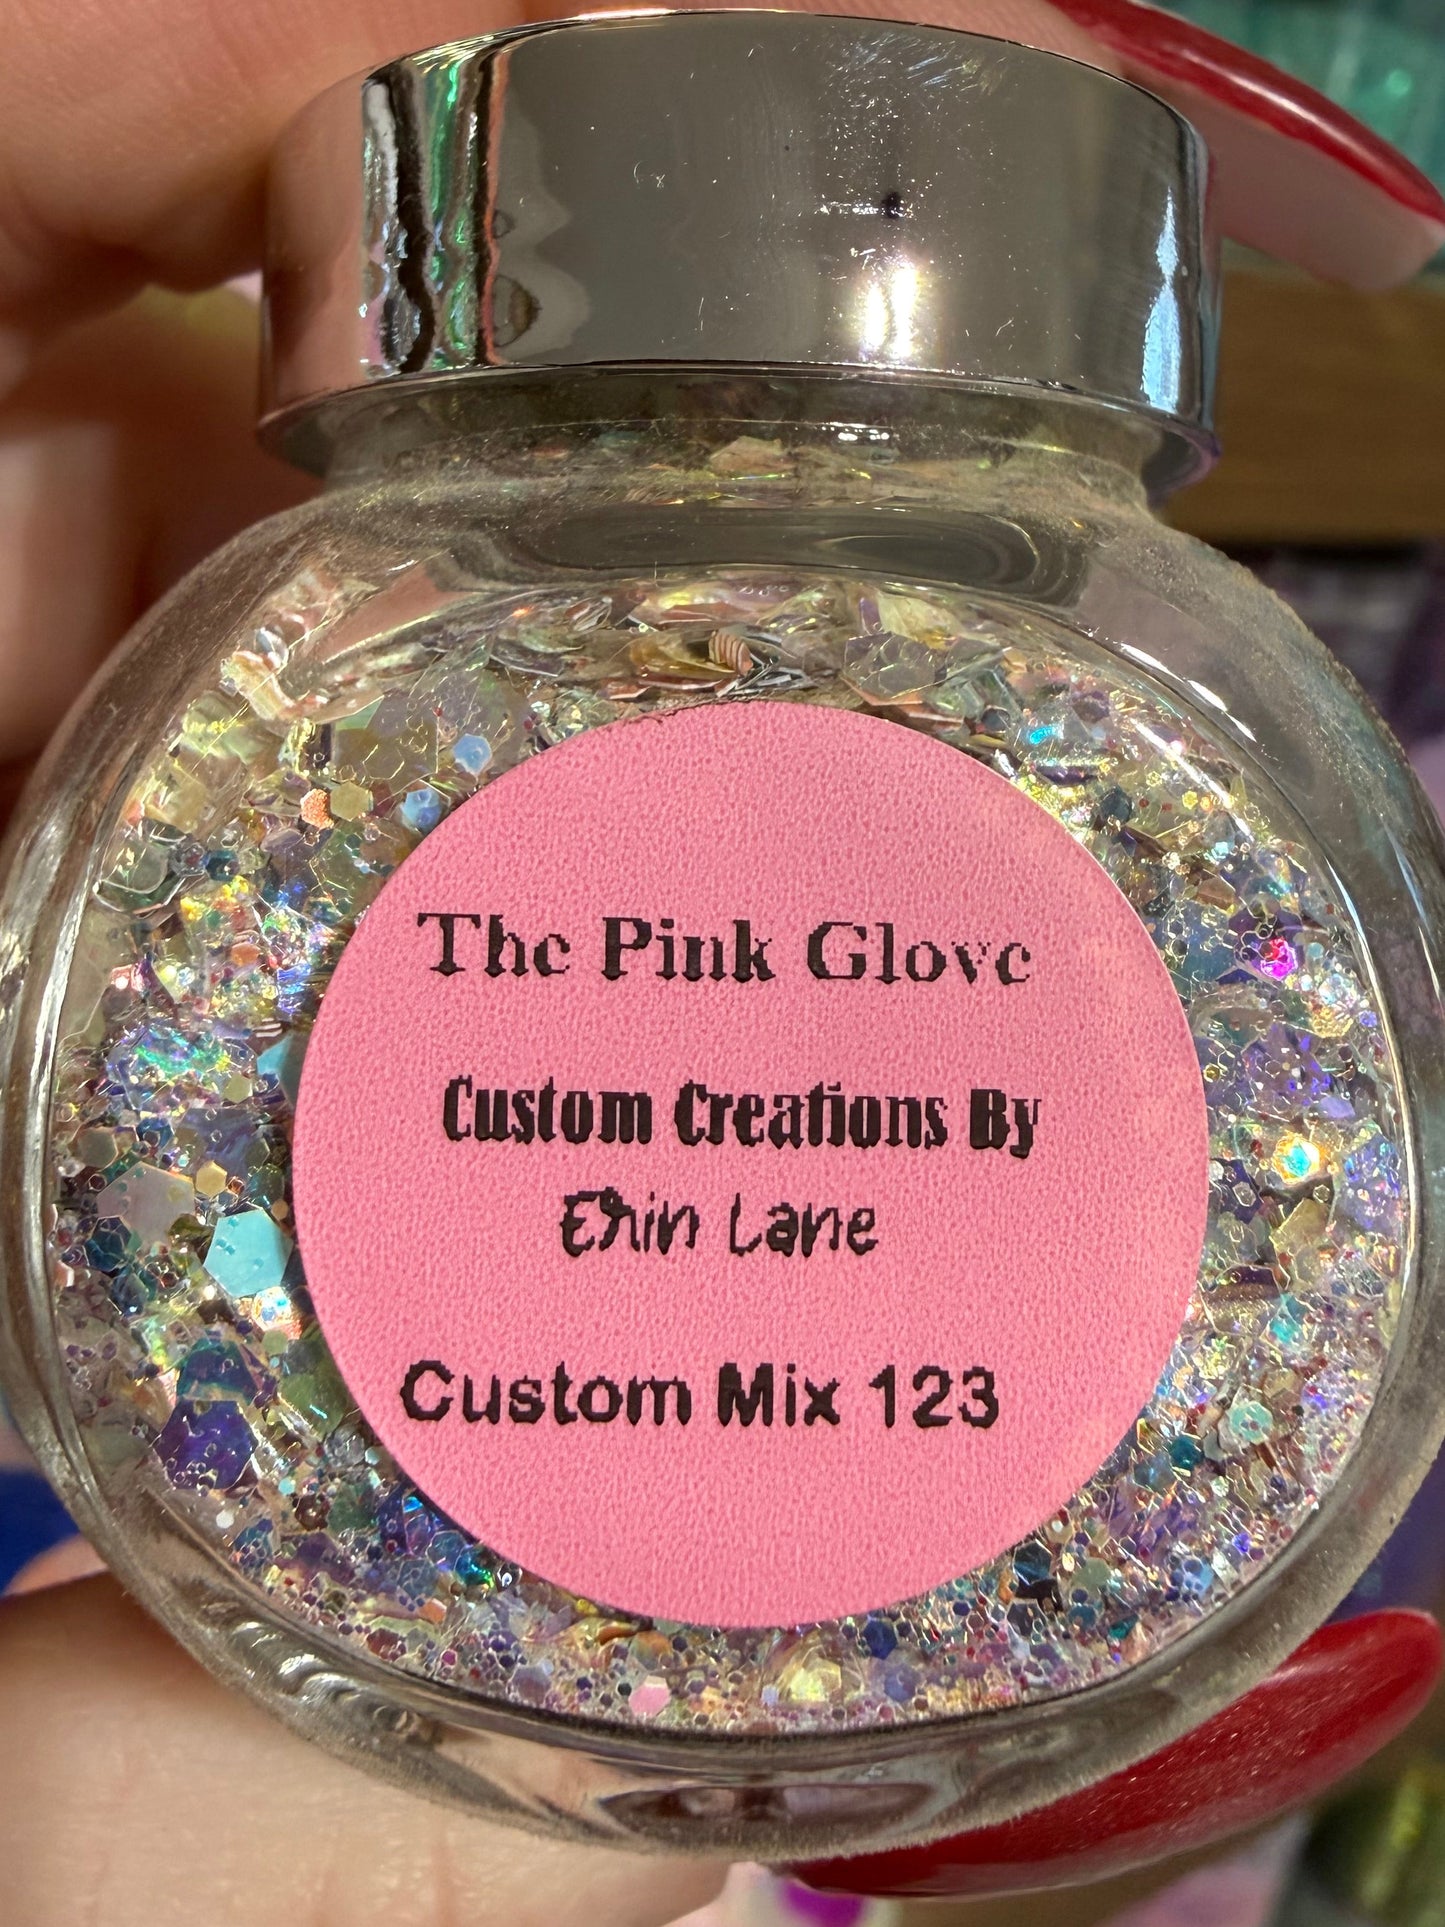 The Pink Glove
Custom Creations By
Erin Lane
Custom Mix 123